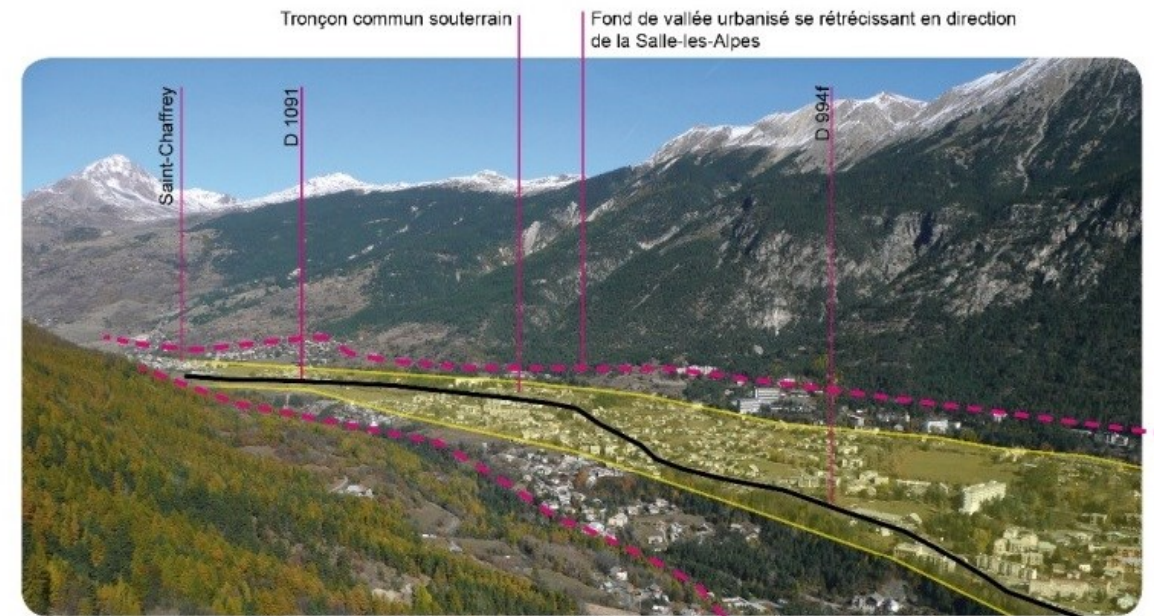 Tronçon commun souterrain
Fond de vallée urbanisé se rétrécissant en direction
de la Salle-les-Alpes
Saint-Chaffrey
D 1091
D 994f